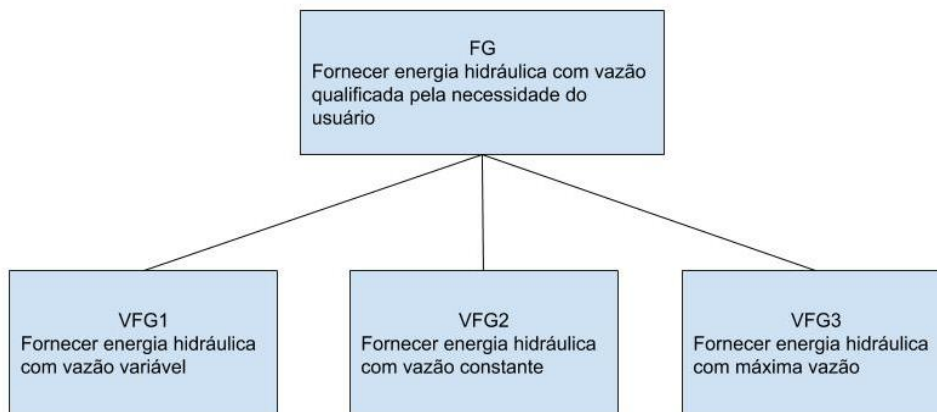 FG
Fornecer energia hidráulica com vazão
qualificada pela necessidade do
usuário
VFG1
Fornecer energia hidráulica
com vazão variável
VFG2
Fornecer energia hidráulica
com vazão constante
VFG3
Fornecer energia hidráulica
com máxima vazão